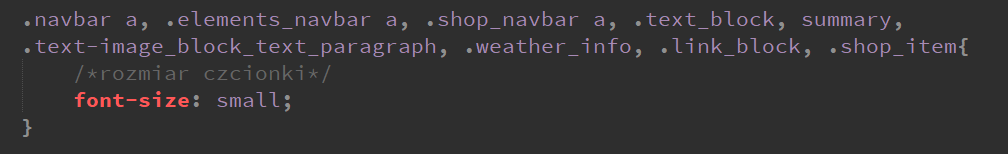 .navbar a, .elements_navbar a, .shop_navbar a, .text_block, summary,
.text-image_block_text_paragraph, .weather_info, .link_block, .shop_item{
/*rozmiar czcionki*/
font-size: small;
}